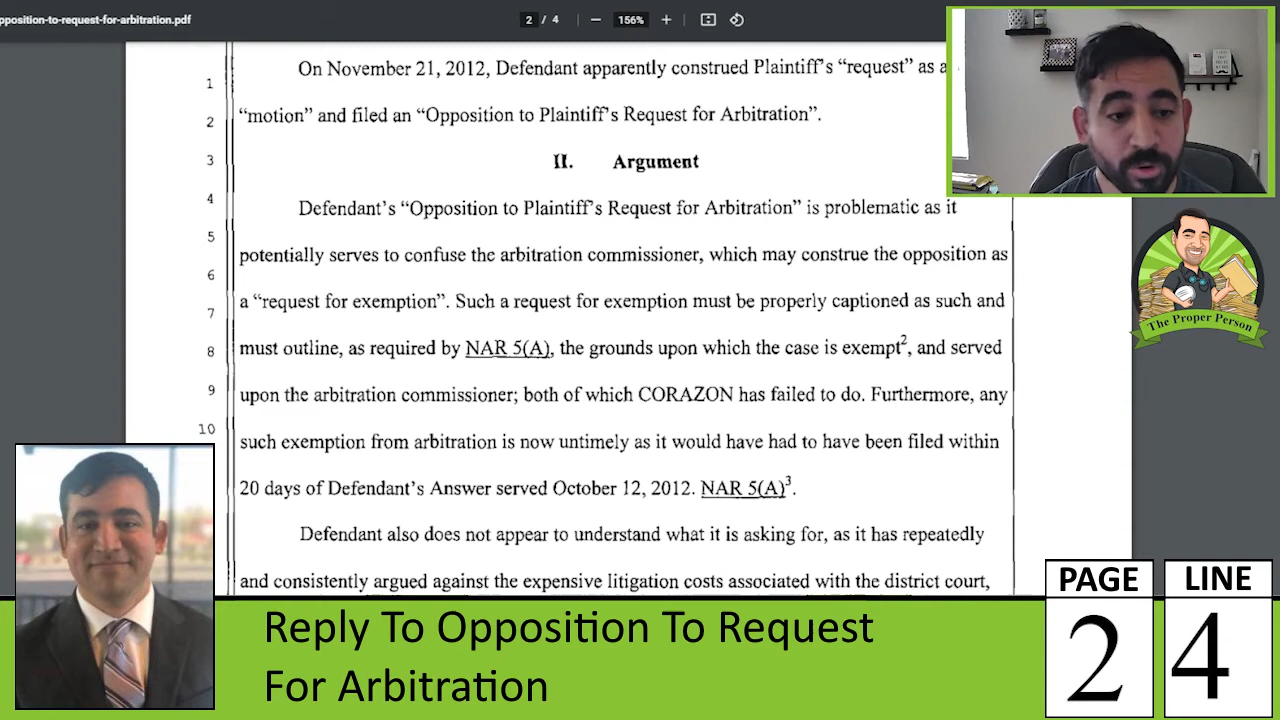 pposition-to-request-for-arbitration.pdf
2 / 4
156%
On November 21, 2012, Defendant apparently construed Plaintiff's “request” as a
1
“motion” and filed an “Opposition to Plaintiff's Request for Arbitration”.
2
II. Argument
3
Defendant's “Opposition to Plaintiff's Request for Arbitration” is problematic as it
4
potentially serves to confuse the arbitration commissioner, which may construe the opposition as
5
a “request for exemption”. Such a request for exemption must be properly captioned as such and
6
7
must outline, as required by NAR 5(A), the grounds upon which the case is exempt2, and served
8
upon the arbitration commissioner; both of which CORAZON has failed to do. Furthermore, any
9
such exemption from arbitration is now untimely as it would have had to have been filed within
10
20 days of Defendant's Answer served October 12, 2012. NAR 5(A)3.
Defendant also does not appear to understand what it is asking for, as it has repeatedly
and consistently argued against the expensive litigation costs associated with the district court,
The Proper Person
Reply To Opposition To Request
For Arbitration
PAGE
2
LINE
4